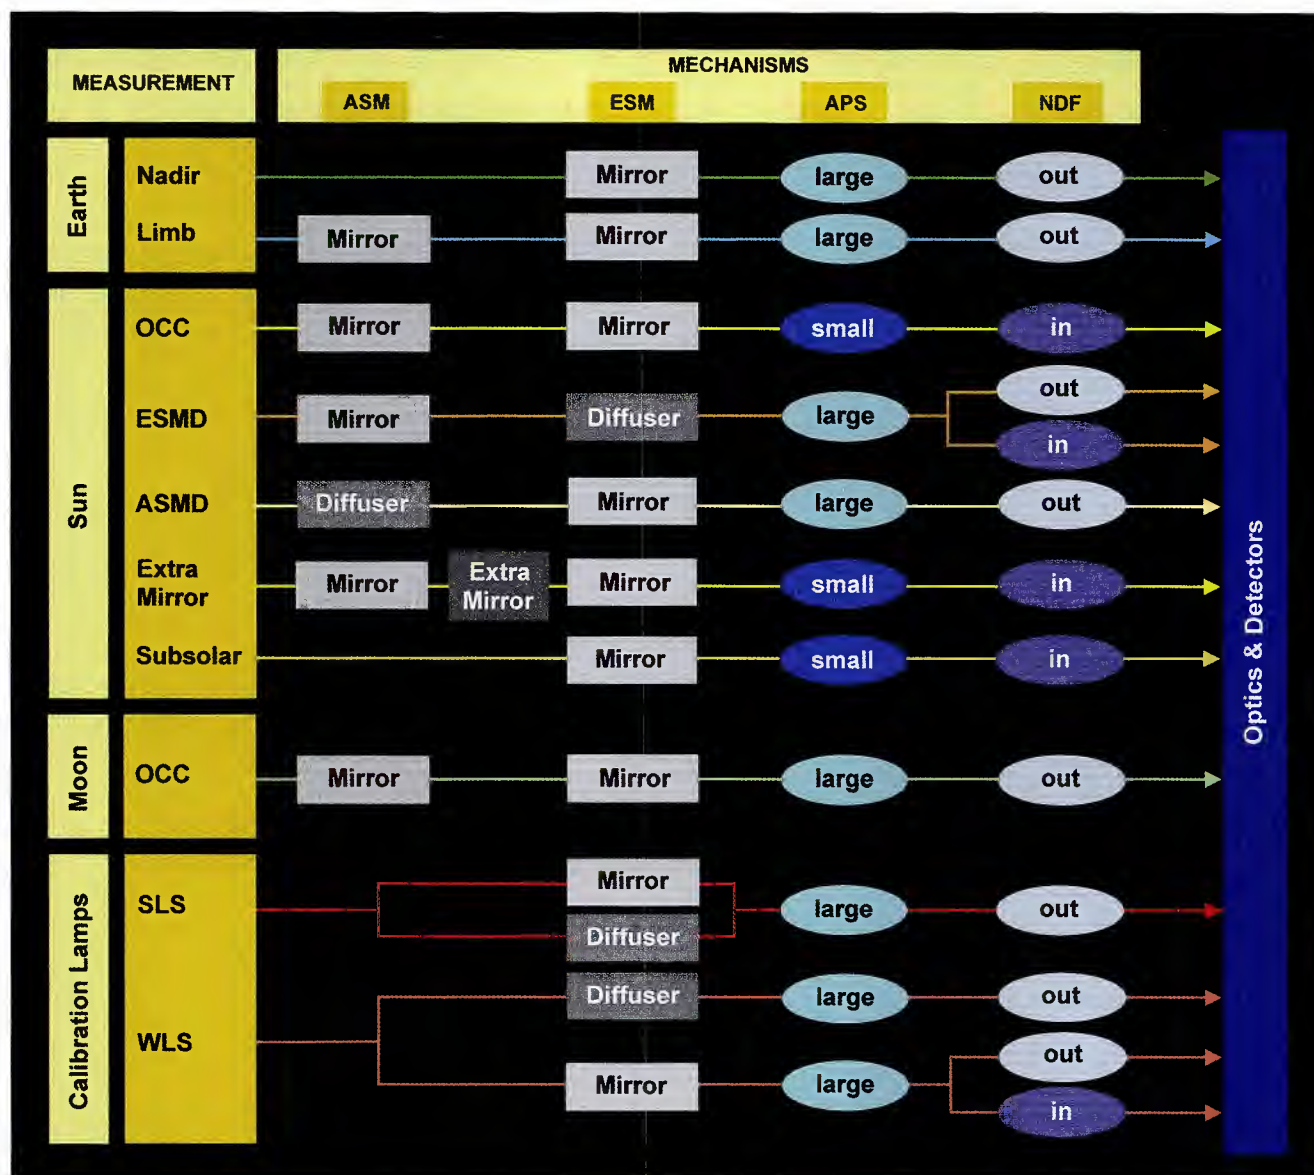 MEASUREMENT
MECHANISMS
ASM ESM APS NDF
Earth
Nadir Mirror large out
Limb Mirror Mirror large out
Sun
OCC Mirror Mirror small in
out
ESMD Mirror Diffuser large
in
ASMD Diffuser Mirror large out
Extra
Mirror
Mirror
Extra
Mirror
Mirror small in
Subsolar Mirror small in
Moon
OCC Mirror Mirror large out
Calibration Lamps
Mirror
SLS large out
Diffuser
Diffuser large out
WLS
out
Mirror large
in
Optics & Detectors